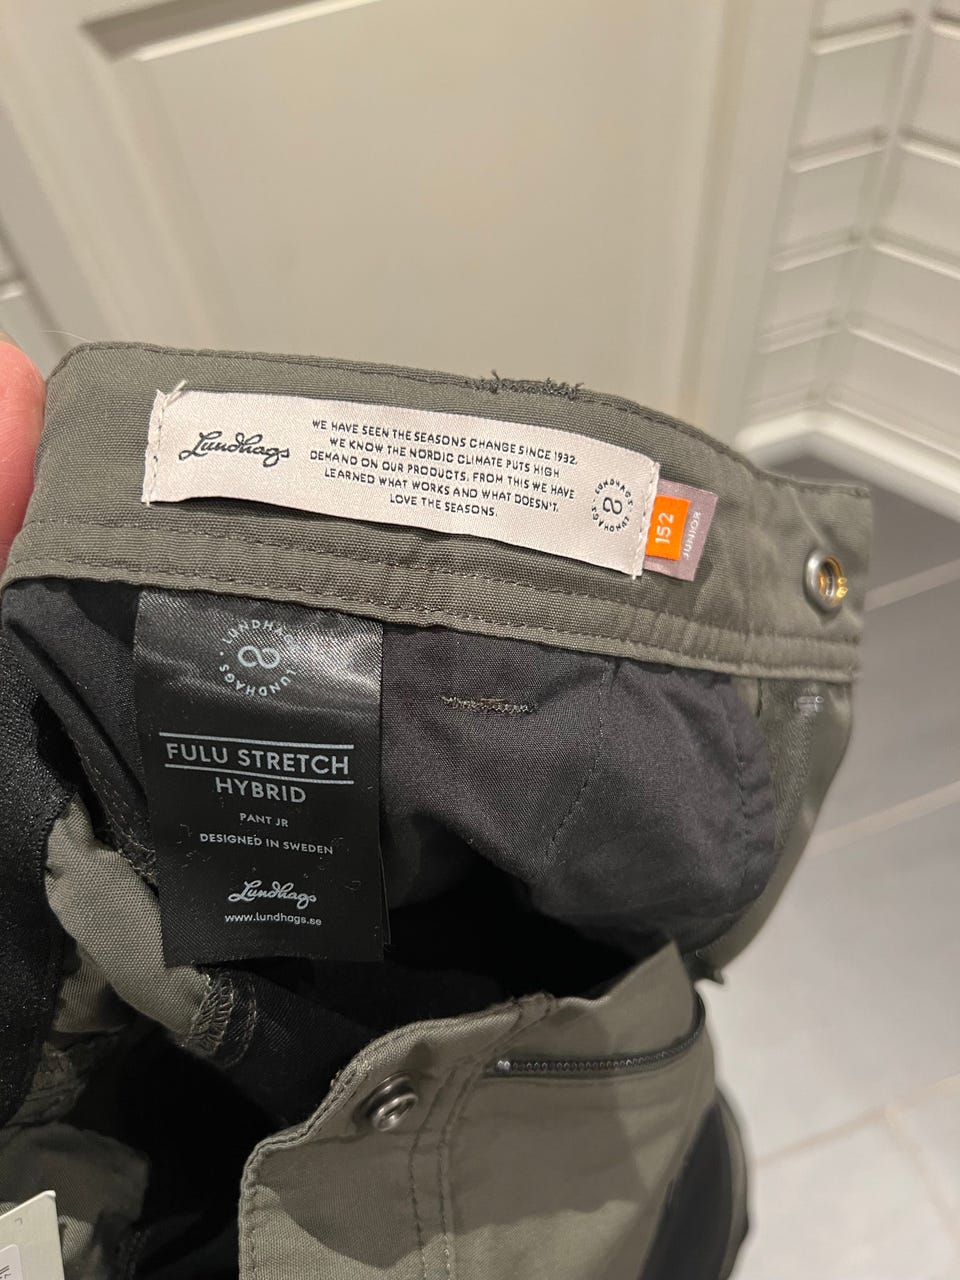 Lundhags
WE HAVE SEEN THE SEASONS CHANGE SINCE 1932.
WE KNOW THE NORDIC CLIMATE PUTS HIGH
DEMAND ON OUR PRODUCTS. FROM THIS WE HAVE
LEARNED WHAT WORKS AND WHAT DOESN'T.
LOVE THE SEASONS.
LUNDHAGS · LUNDHAGS ·
152
JUNIOR
LUNDHAGS · LUNDHAGS ·
FULU STRETCH
HYBRID
PANT JR
DESIGNED IN SWEDEN
Lundhags
www.lundhags.se